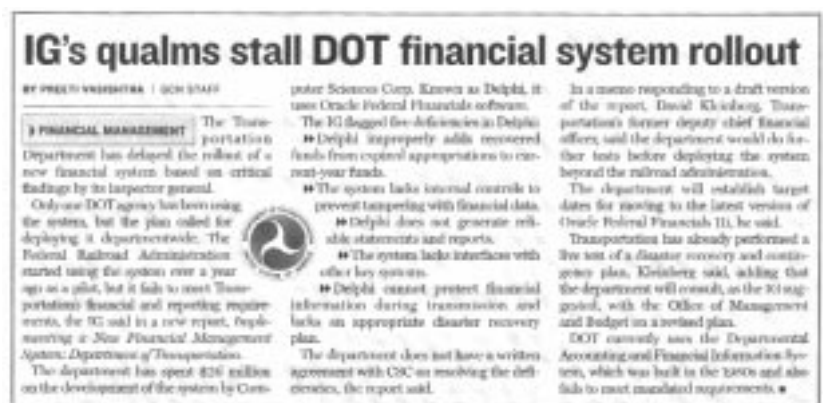 IG's qualms stall DOT financial system rollout
BY PREETI VASISHTHA | GCN STAFF
FINANCIAL MANAGEMENT
The Trans-
portation
Department has delayed the rollout of a
new financial system based on critical
findings by its inspector general.
Only one DOT agency has been using
the system, but the plan called for
deploying it departmentwide. The
Federal Railroad Administration
started using the system over a year
ago as a pilot, but it fails to meet Trans-
portation's financial and reporting require-
ments, the IG said in a new report, Imple-
menting a New Financial Management
System: Department of Transportation.
The department has spent $26 million
on the development of the system by Com-
puter Sciences Corp. Known as Delphi, it
uses Oracle Federal Financials software.
The IG flagged five deficiencies in Delphi:
Delphi improperly adds recovered
funds from expired appropriations to cur-
rent-year funds.
The system lacks internal controls to
prevent tampering with financial data.
Delphi does not generate reli-
able statements and reports.
The system lacks interfaces with
other key systems.
Delphi cannot protect financial
information during transmission and
lacks an appropriate disaster recovery
plan.
The department does not have a written
agreement with CSC on resolving the defi-
ciencies, the report said.
In a memo responding to a draft version
of the report, David Kleinberg, Trans-
portation's former deputy chief financial
officer, said the department would do fur-
ther tests before deploying the system
beyond the railroad administration.
The department will establish target
dates for moving to the latest version of
Oracle Federal Financials 11i, he said.
Transportation has already performed a
live test of a disaster recovery and contin-
gency plan, Kleinberg said, adding that
the department will consult, as the IG sug-
gested, with the Office of Management
and Budget on a revised plan.
DOT currently uses the Departmental
Accounting and Financial Information Sys-
tem, which was built in the 1980s and also
fails to meet mandated requirements.